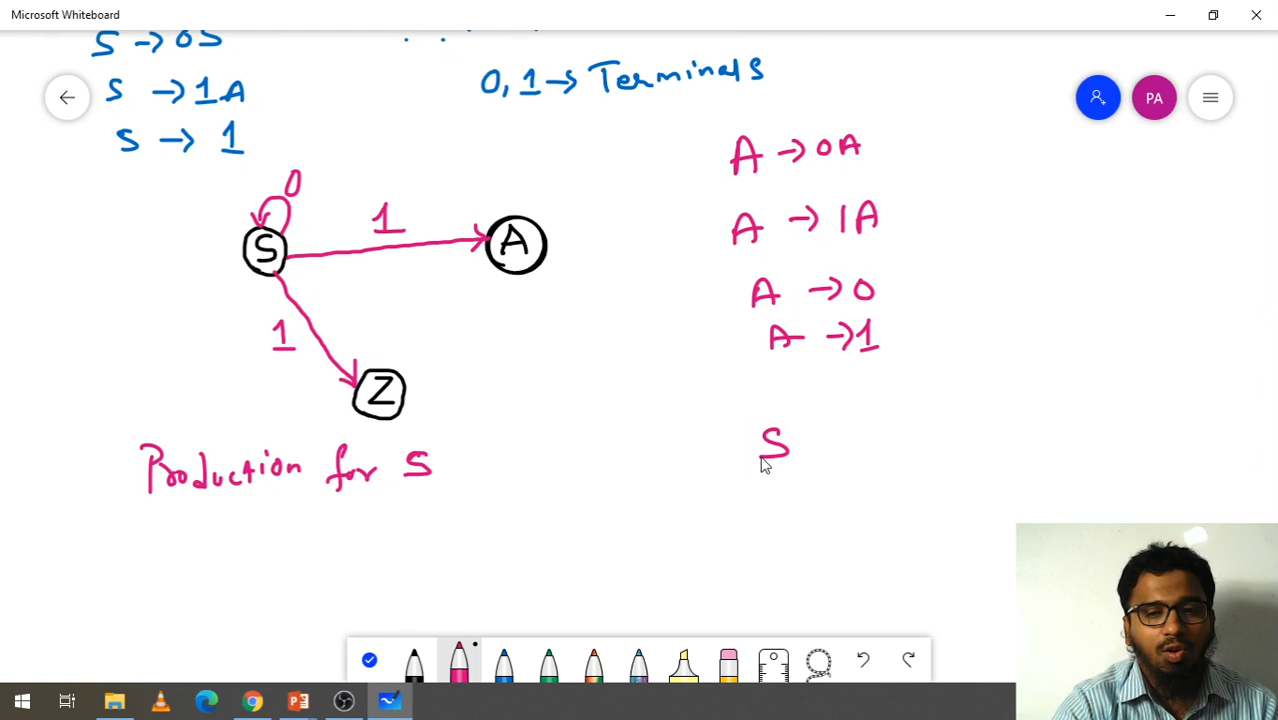 Microsoft Whiteboard
S → 0S
S → 1A
S → 1
0, 1 → Terminals
PA
A → 0A
A → 1A
A → 0
A → 1
0
S
1
A
1
Z
Production for S
S